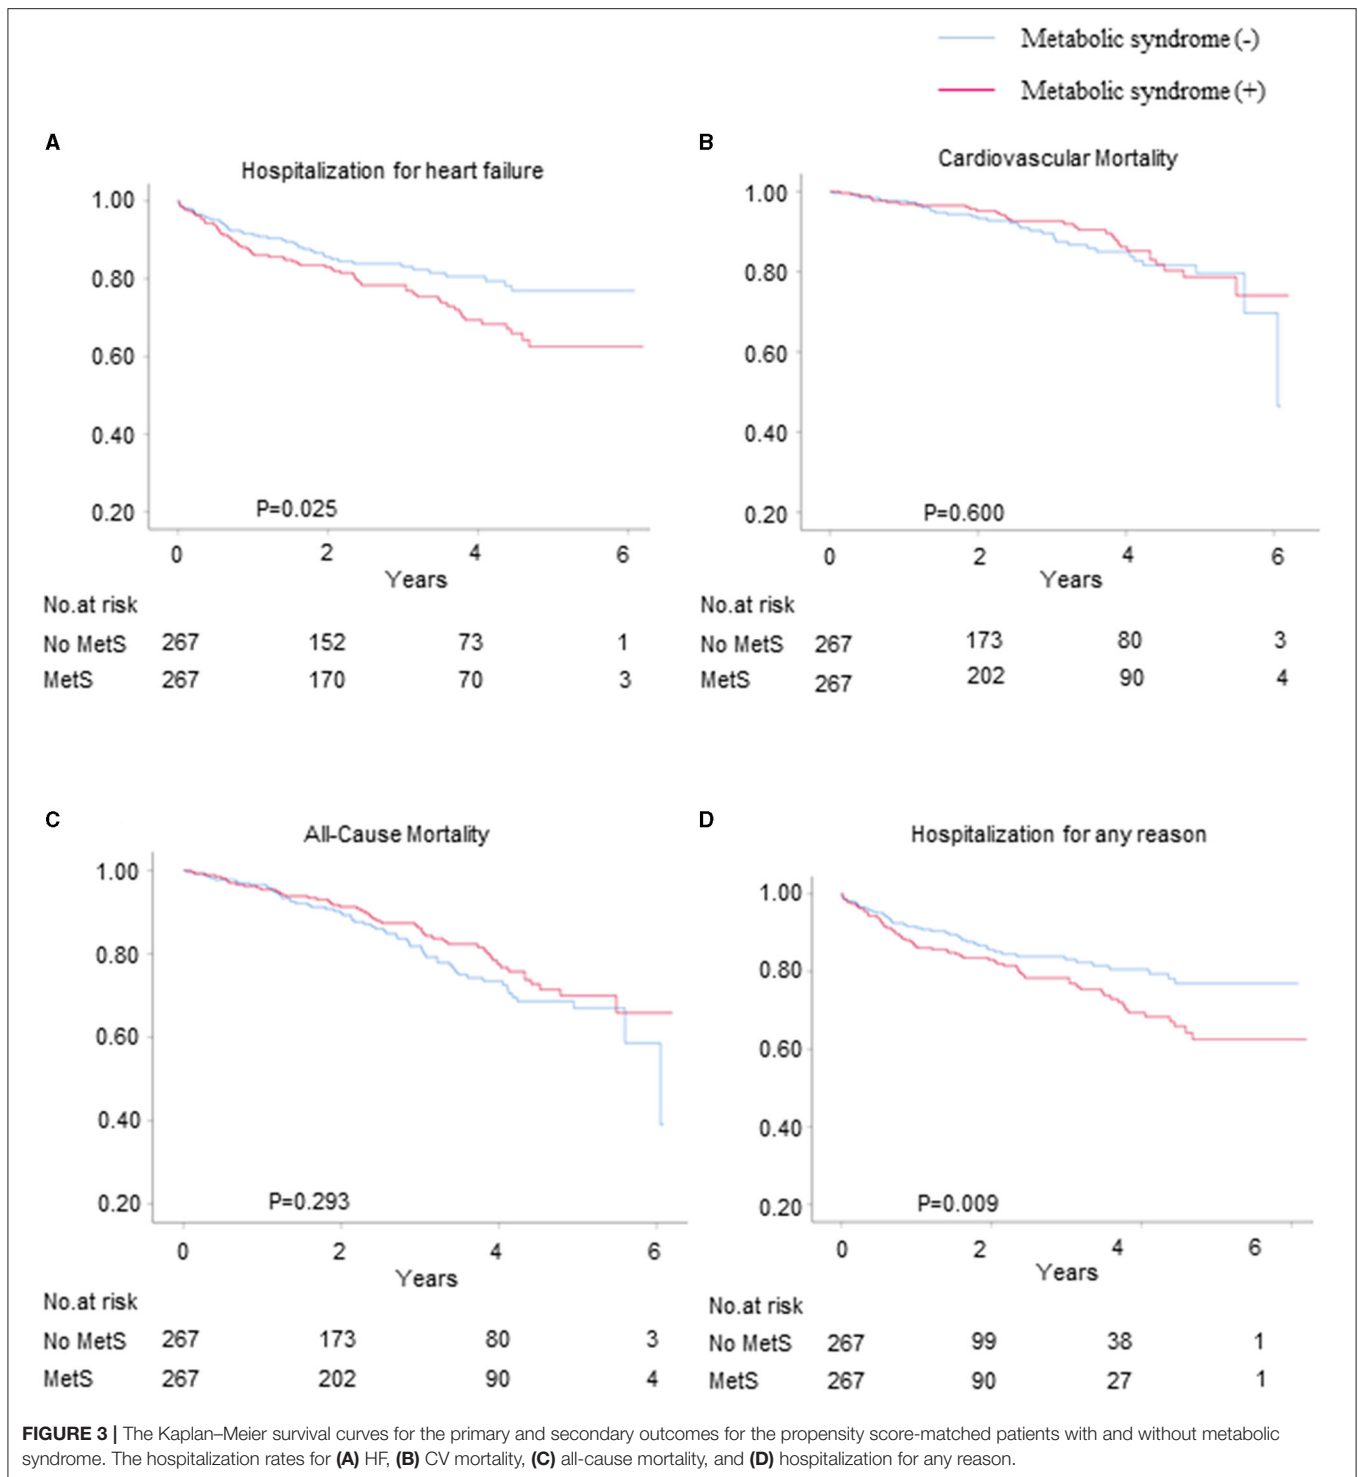 Metabolic syndrome (-)
Metabolic syndrome (+)
A
Hospitalization for heart failure
1.00
0.80
0.60
0.40
0.20
P=0.025
0 2 4 6
Years
No.at risk
No MetS 267 152 73 1
MetS 267 170 70 3
B
Cardiovascular Mortality
1.00
0.80
0.60
0.40
0.20
P=0.600
0 2 4 6
Years
No.at risk
No MetS 267 173 80 3
MetS 267 202 90 4
C
All-Cause Mortality
1.00
0.80
0.60
0.40
0.20
P=0.293
0 2 4 6
Years
No.at risk
No MetS 267 173 80 3
MetS 267 202 90 4
D
Hospitalization for any reason
1.00
0.80
0.60
0.40
0.20
P=0.009
0 2 4 6
Years
No.at risk
No MetS 267 99 38 1
MetS 267 90 27 1
FIGURE 3 | The Kaplan–Meier survival curves for the primary and secondary outcomes for the propensity score-matched patients with and without metabolic
syndrome. The hospitalization rates for (A) HF, (B) CV mortality, (C) all-cause mortality, and (D) hospitalization for any reason.